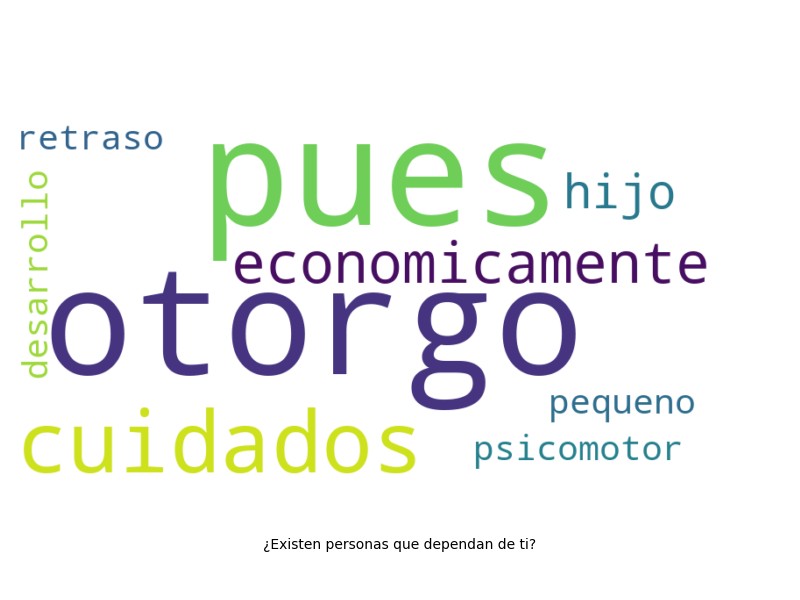 retraso
pues
hijo
desarrollo
economicamente
otorgo
pequeno
cuidados
psicomotor
¿Existen personas que dependan de ti?